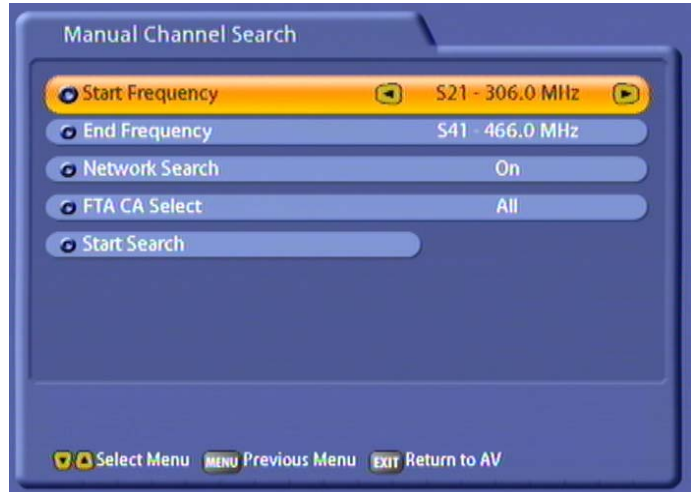 Manual Channel Search
Start Frequency S21 - 306.0 MHz
End Frequency S41 - 466.0 MHz
Network Search On
FTA CA Select All
Start Search
Select Menu MENU Previous Menu EXIT Return to AV